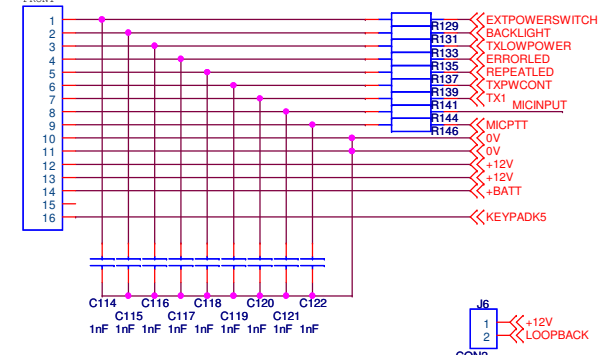 1 EXTPOWERSWITCH
R129
2 BACKLIGHT
R131
3 TXLOWPOWER
R133
4 ERRORLED
R135
5 REPEATLED
R137
6 TXPWCONT
R139
7 TX1
R141 MICINPUT
8
R144
9 MICPTT
R146
10 0V
11 0V
12 +12V
13 +12V
14 +BATT
15
16 KEYPADK5
C114 C116 C118 C120 C122
C115 C117 C119 C121
1nF 1nF 1nF 1nF 1nF 1nF 1nF 1nF 1nF
J6
1 +12V
2 LOOPBACK